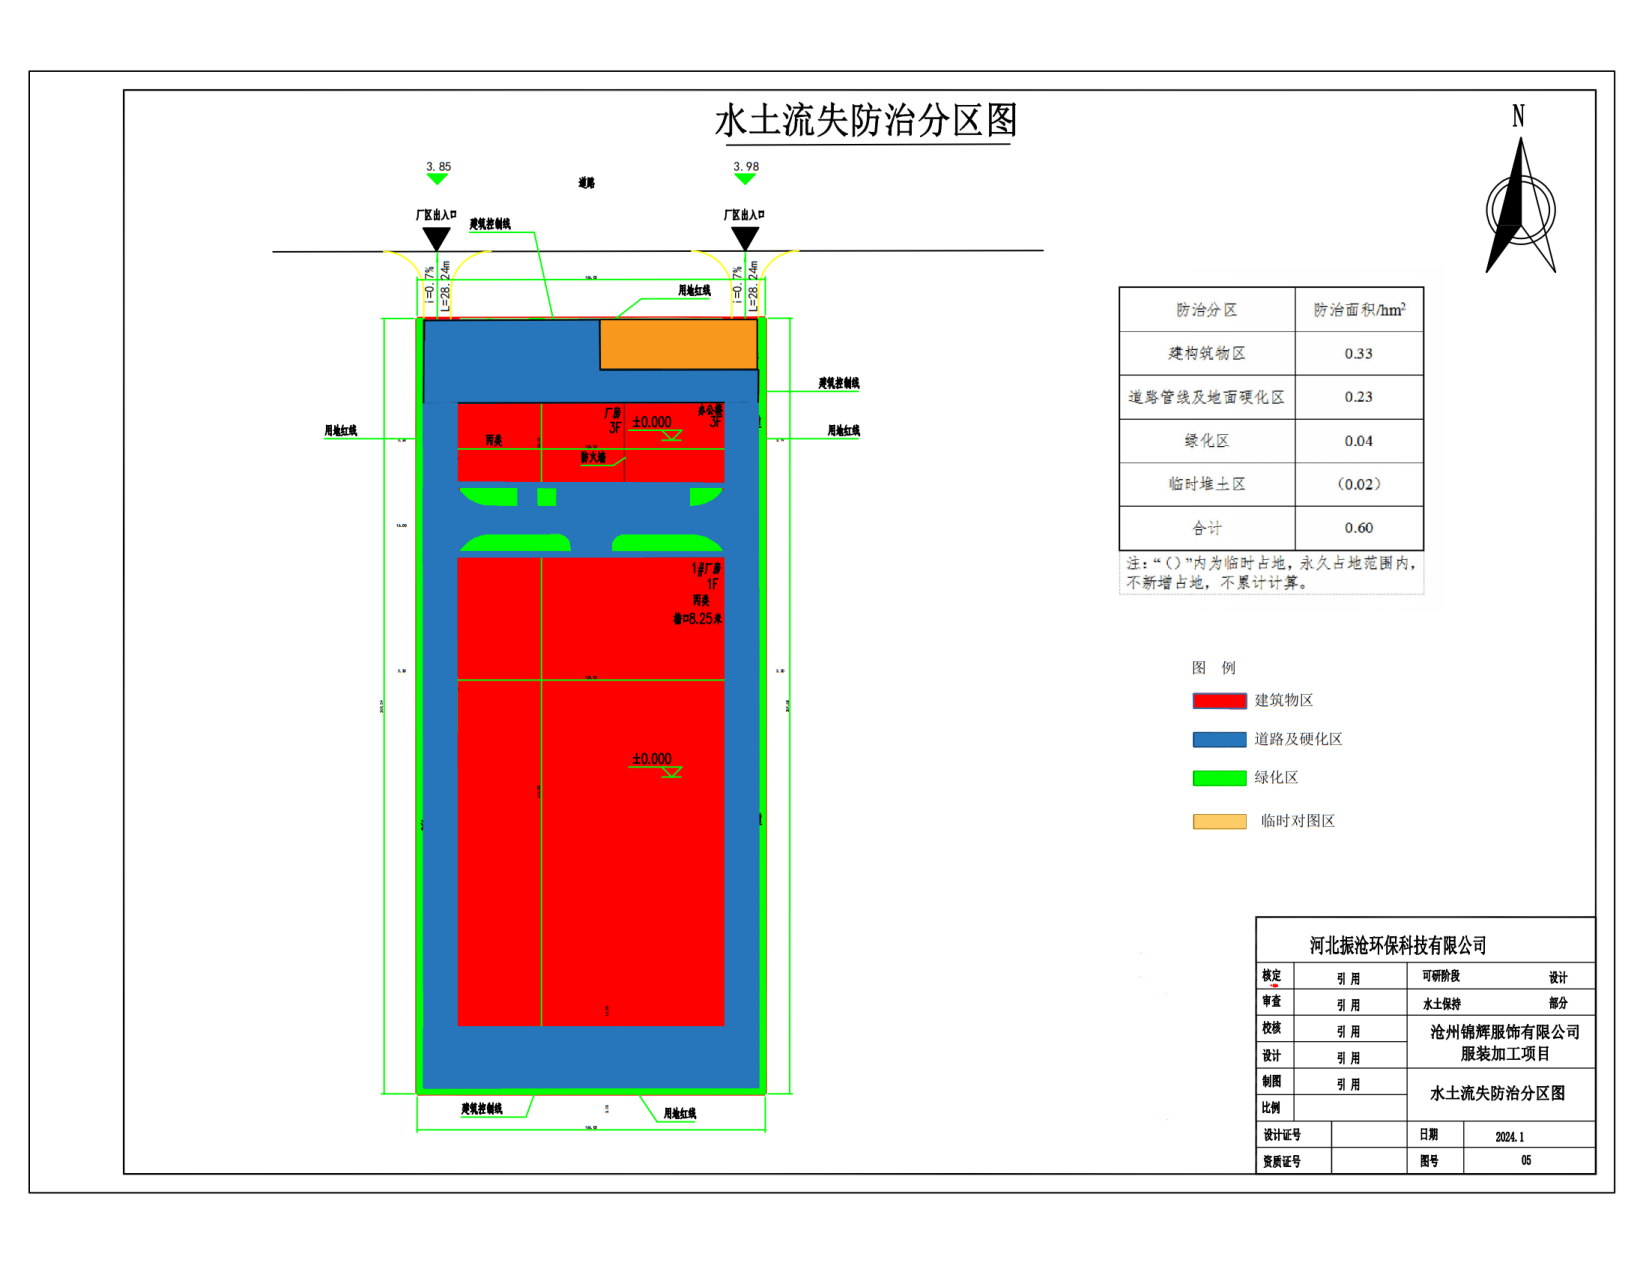 水土流失防治分区图
N
3.85
3.98
道路
厂区出入口
厂区出入口
建筑控制线
i=0.7%
L=28.24m
i=0.7%
L=28.24m
用地红线
建筑控制线
用地红线
用地红线
厂房
3F
±0.000
办公楼
3F
丙类
防火墙
1#厂房
1F
丙类
檐口8.25米
±0.000
建筑控制线
用地红线
防治分区 防治面积/hm²
建构筑物区 0.33
道路管线及地面硬化区 0.23
绿化区 0.04
临时堆土区 （0.02）
合计 0.60
注：“（）”内为临时占地，永久占地范围内，
不新增占地，不累计计算。
图 例
建筑物区
道路及硬化区
绿化区
临时对图区
河北振沧环保科技有限公司
核定 引用 可研阶段 设计
审查 引用 水土保持 部分
校核 引用 沧州锦辉服饰有限公司
服装加工项目
设计 引用
制图 引用 水土流失防治分区图
比例
设计证号 日期 2024.1
资质证号 图号 05